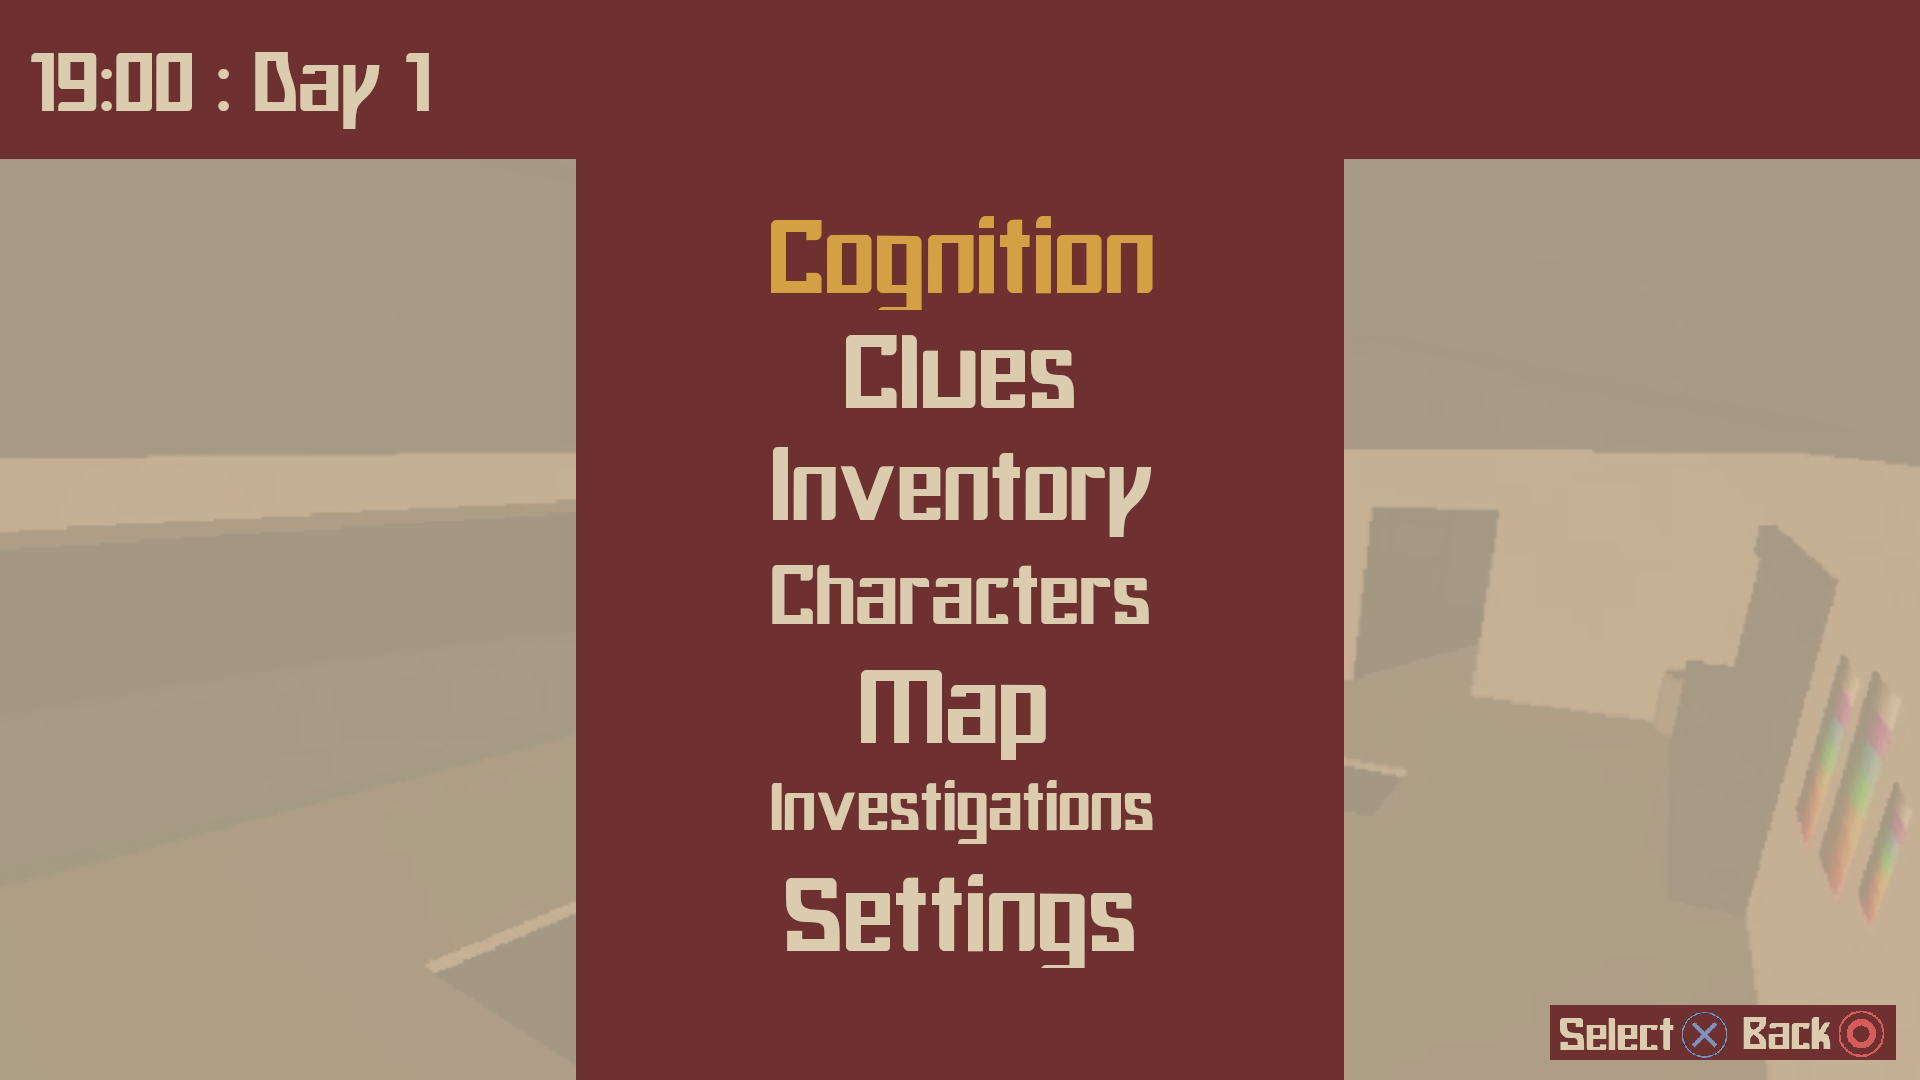 19:00 : Day 1
Cognition
Clues
Inventory
Characters
Map
Investigations
Settings
Select Back